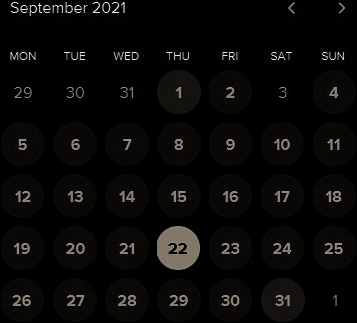 September 2021
MON TUE WED THU FRI SAT SUN
29 30 31 1 2 3 4
5 6 7 8 9 10 11
12 13 14 15 16 17 18
19 20 21 22 23 24 25
26 27 28 29 30 31 1